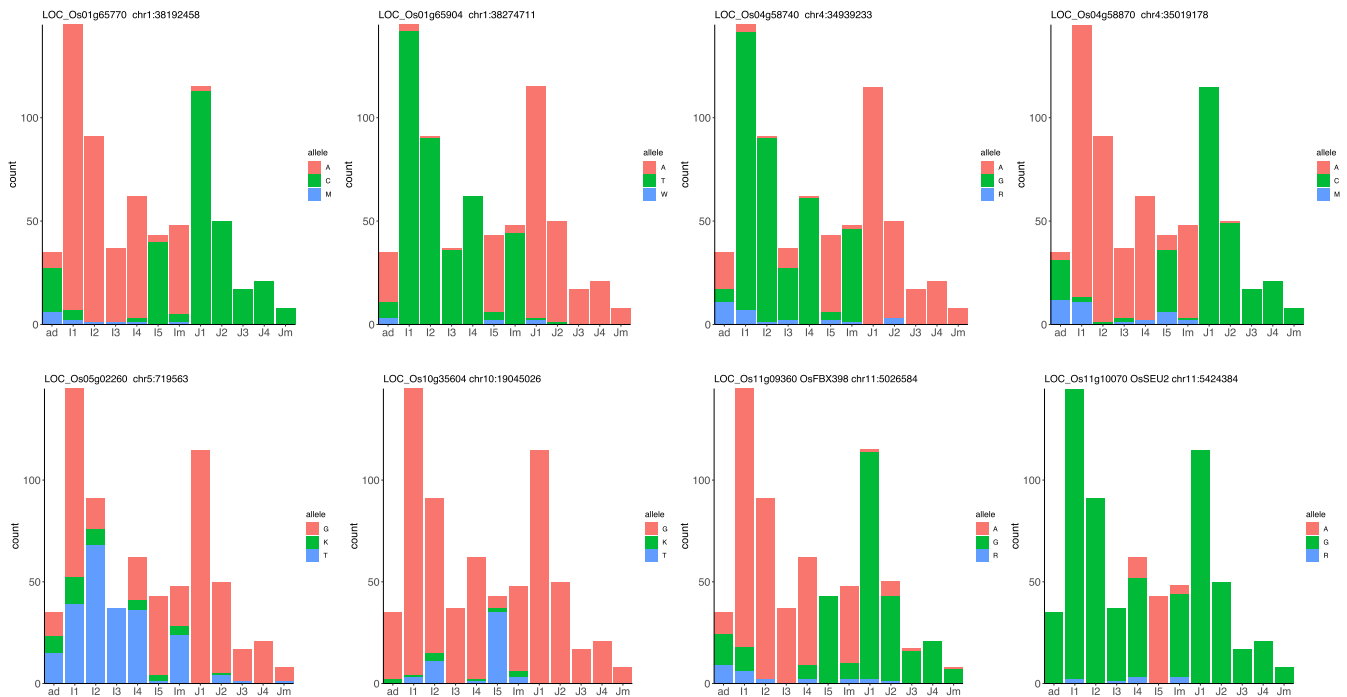 LOC_Os01g65770 chr1:38192458
count
100
50
0
ad I1 I2 I3 I4 I5 Im J1 J2 J3 J4 Jm
allele
A
C
M
LOC_Os01g65904 chr1:38274711
count
100
50
0
ad I1 I2 I3 I4 I5 Im J1 J2 J3 J4 Jm
allele
A
T
W
LOC_Os04g58740 chr4:34939233
count
100
50
0
ad I1 I2 I3 I4 I5 Im J1 J2 J3 J4 Jm
allele
A
G
R
LOC_Os04g58870 chr4:35019178
count
100
50
0
ad I1 I2 I3 I4 I5 Im J1 J2 J3 J4 Jm
allele
A
C
M
LOC_Os05g02260 chr5:719563
count
100
50
0
ad I1 I2 I3 I4 I5 Im J1 J2 J3 J4 Jm
allele
G
K
T
LOC_Os10g35604 chr10:19045026
count
100
50
0
ad I1 I2 I3 I4 I5 Im J1 J2 J3 J4 Jm
allele
G
K
T
LOC_Os11g09360 OsFBX398 chr11:5026584
count
100
50
0
ad I1 I2 I3 I4 I5 Im J1 J2 J3 J4 Jm
allele
A
G
R
LOC_Os11g10070 OsSEU2 chr11:5424384
count
100
50
0
ad I1 I2 I3 I4 I5 Im J1 J2 J3 J4 Jm
allele
A
G
R